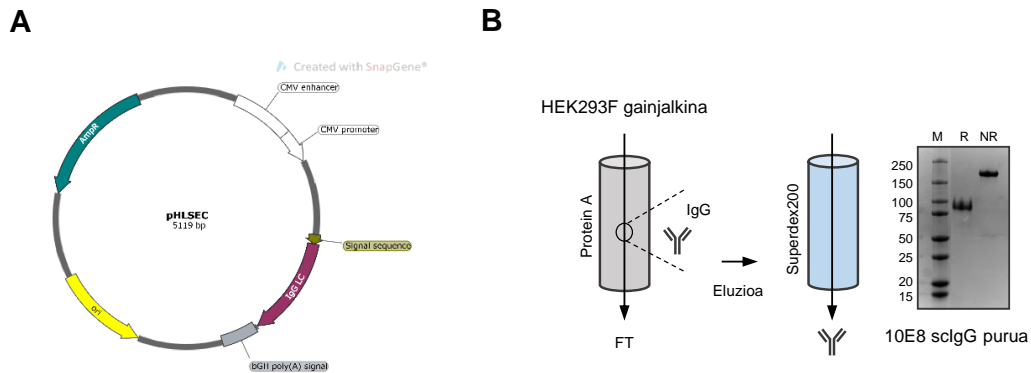 A
Created with SnapGene®
CMV enhancer
CMV promoter
AmpR
pHLSEC
5119 bp
Signal sequence
IgG LC
ori
bGH poly(A) signal
B
HEK293F gainjalkina
Protein A
IgG
Eluzioa
FT
Superdex200
M R NR
250
150
100
75
50
25
20
15
10E8 scIgG purua